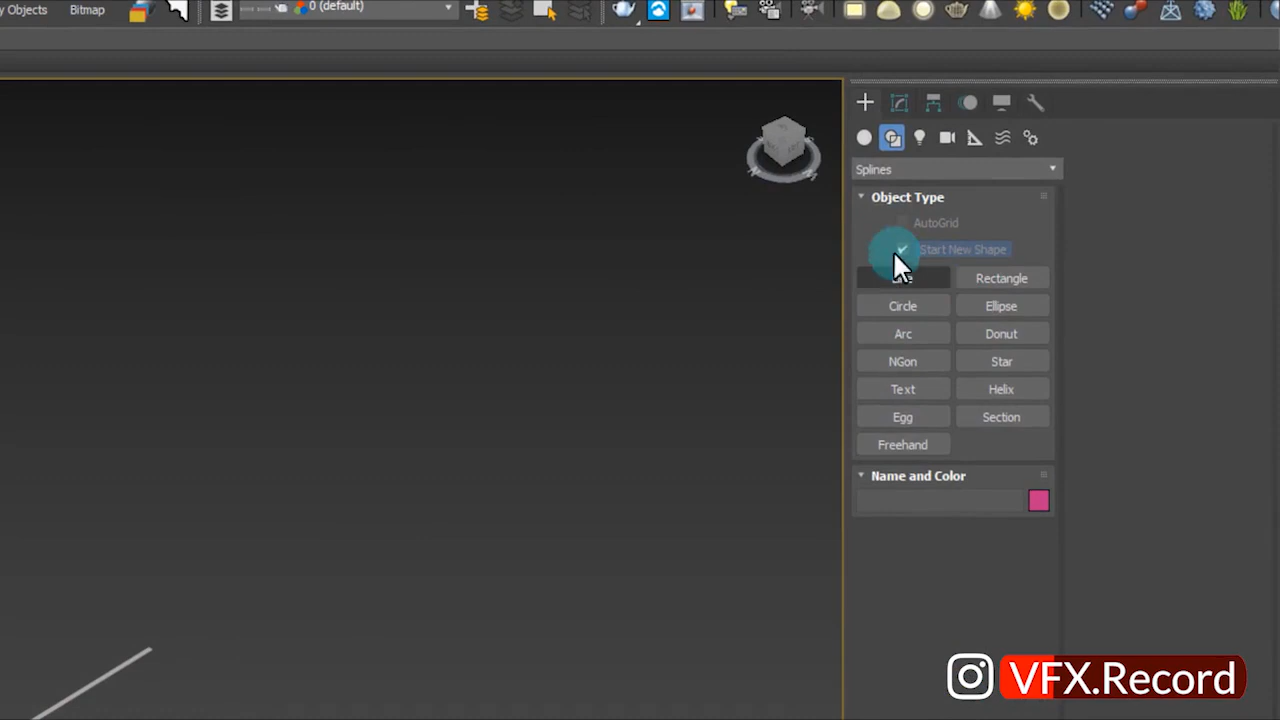 y Objects Bitmap 0 (default)
Splines
Object Type
AutoGrid
Start New Shape
Rectangle
Circle Ellipse
Arc Donut
NGon Star
Text Helix
Egg Section
Freehand
Name and Color
VFX.Record